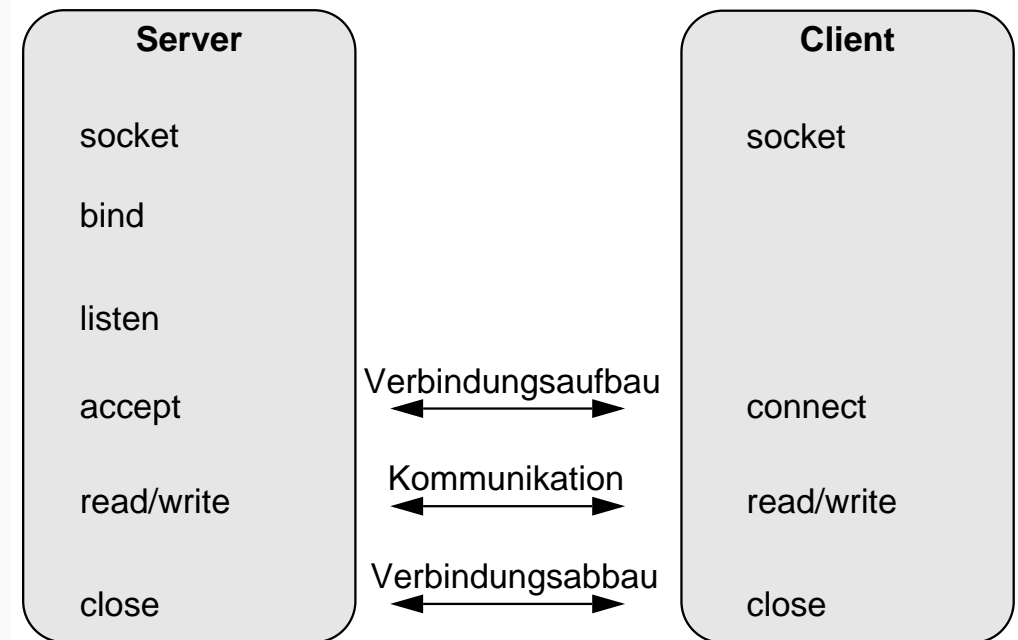 Server
Client
socket
socket
bind
listen
Verbindungsaufbau
accept
connect
Kommunikation
read/write
read/write
Verbindungsabbau
close
close